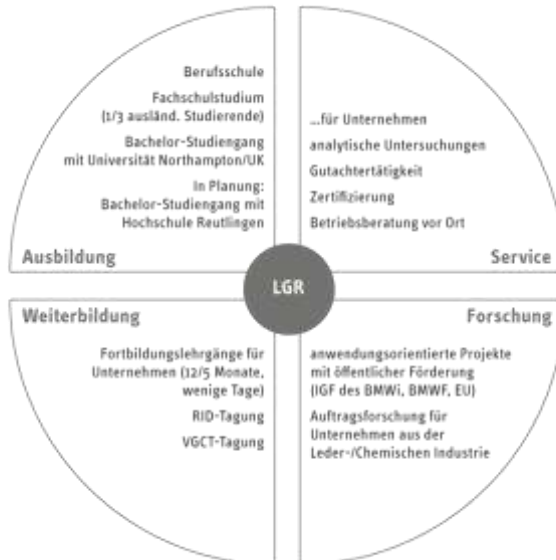 Berufsschule
Fachschulstudium
(1/3 ausländ. Studierende)
Bachelor-Studiengang
mit Universität Northampton/UK
In Planung:
Bachelor-Studiengang mit
Hochschule Reutlingen
Ausbildung
...für Unternehmen
analytische Untersuchungen
Gutachtertätigkeit
Zertifizierung
Betriebsberatung vor Ort
Service
LGR
Weiterbildung
Fortbildungslehrgänge für
Unternehmen (12/5 Monate,
wenige Tage)
RID-Tagung
VGCT-Tagung
Forschung
anwendungsorientierte Projekte
mit öffentlicher Förderung
(IGF des BMWi, BMWF, EU)
Auftragsforschung für
Unternehmen aus der
Leder-/Chemischen Industrie